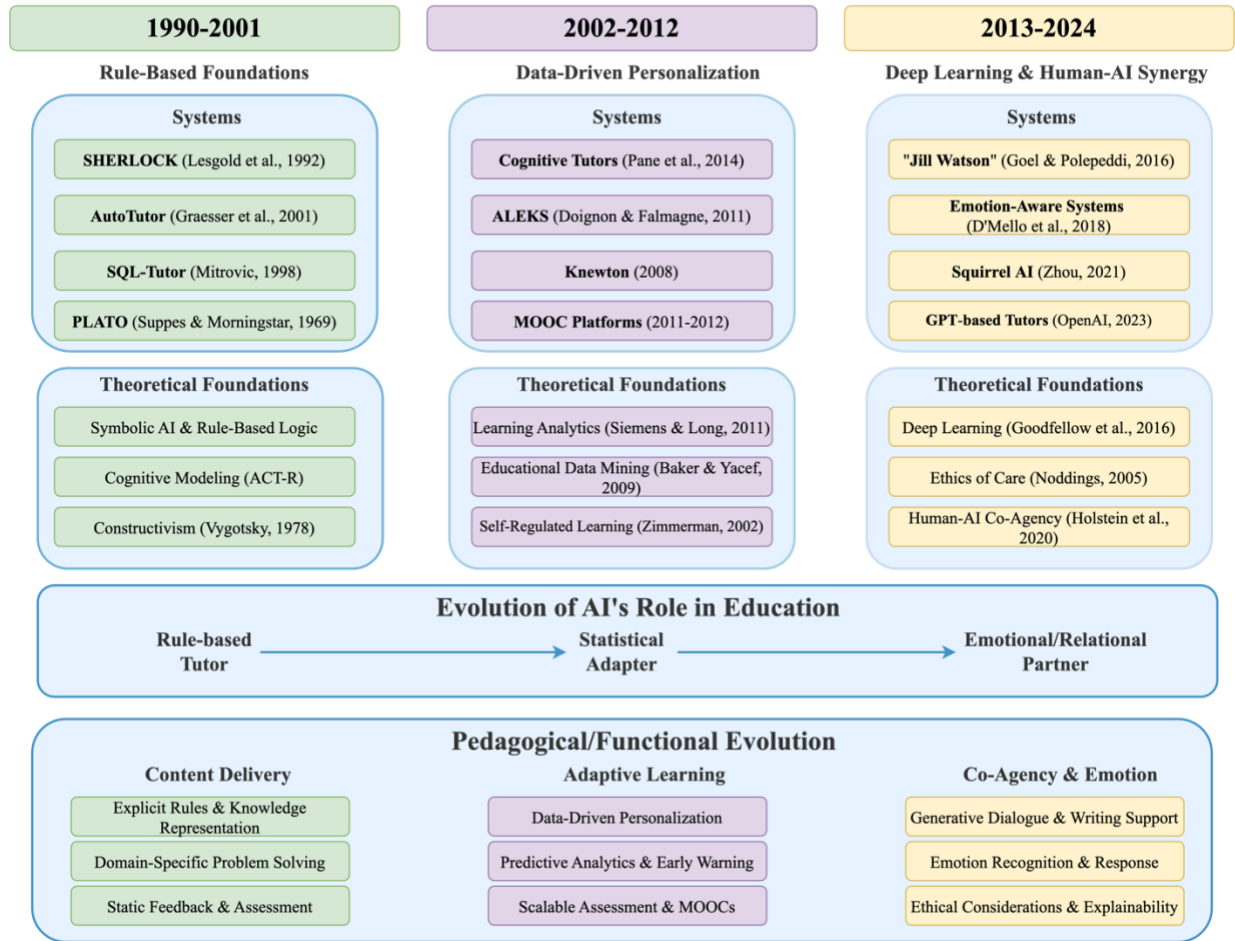 1990-2001
Rule-Based Foundations
Systems
SHERLOCK (Lesgold et al., 1992)
AutoTutor (Graesser et al., 2001)
SQL-Tutor (Mitrovic, 1998)
PLATO (Suppes & Morningstar, 1969)
Theoretical Foundations
Symbolic AI & Rule-Based Logic
Cognitive Modeling (ACT-R)
Constructivism (Vygotsky, 1978)
2002-2012
Data-Driven Personalization
Systems
Cognitive Tutors (Pane et al., 2014)
ALEKS (Doignon & Falmagne, 2011)
Knewton (2008)
MOOC Platforms (2011-2012)
Theoretical Foundations
Learning Analytics (Siemens & Long, 2011)
Educational Data Mining (Baker & Yacef,
2009)
Self-Regulated Learning (Zimmerman, 2002)
2013-2024
Deep Learning & Human-AI Synergy
Systems
"Jill Watson" (Goel & Polepeddi, 2016)
Emotion-Aware Systems
(D'Mello et al., 2018)
Squirrel AI (Zhou, 2021)
GPT-based Tutors (OpenAI, 2023)
Theoretical Foundations
Deep Learning (Goodfellow et al., 2016)
Ethics of Care (Noddings, 2005)
Human-AI Co-Agency (Holstein et al.,
2020)
Evolution of AI's Role in Education
Rule-based
Tutor
Statistical
Adapter
Emotional/Relational
Partner
Pedagogical/Functional Evolution
Content Delivery
Explicit Rules & Knowledge
Representation
Domain-Specific Problem Solving
Static Feedback & Assessment
Adaptive Learning
Data-Driven Personalization
Predictive Analytics & Early Warning
Scalable Assessment & MOOCs
Co-Agency & Emotion
Generative Dialogue & Writing Support
Emotion Recognition & Response
Ethical Considerations & Explainability